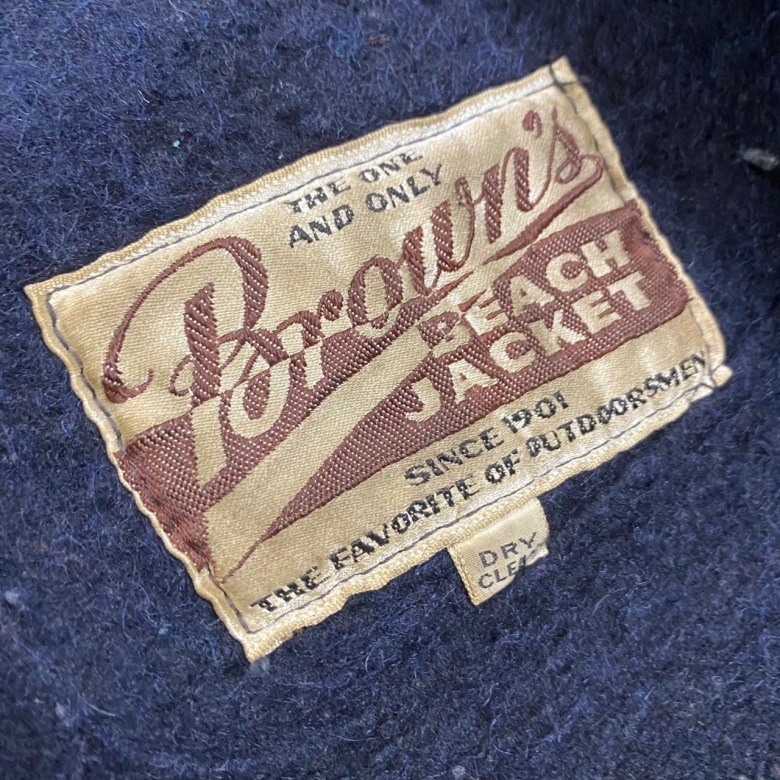 THE ONE
AND ONLY
Brown's
BEACH
JACKET
SINCE 1901
THE FAVORITE OF OUTDOORSMEN
DRY